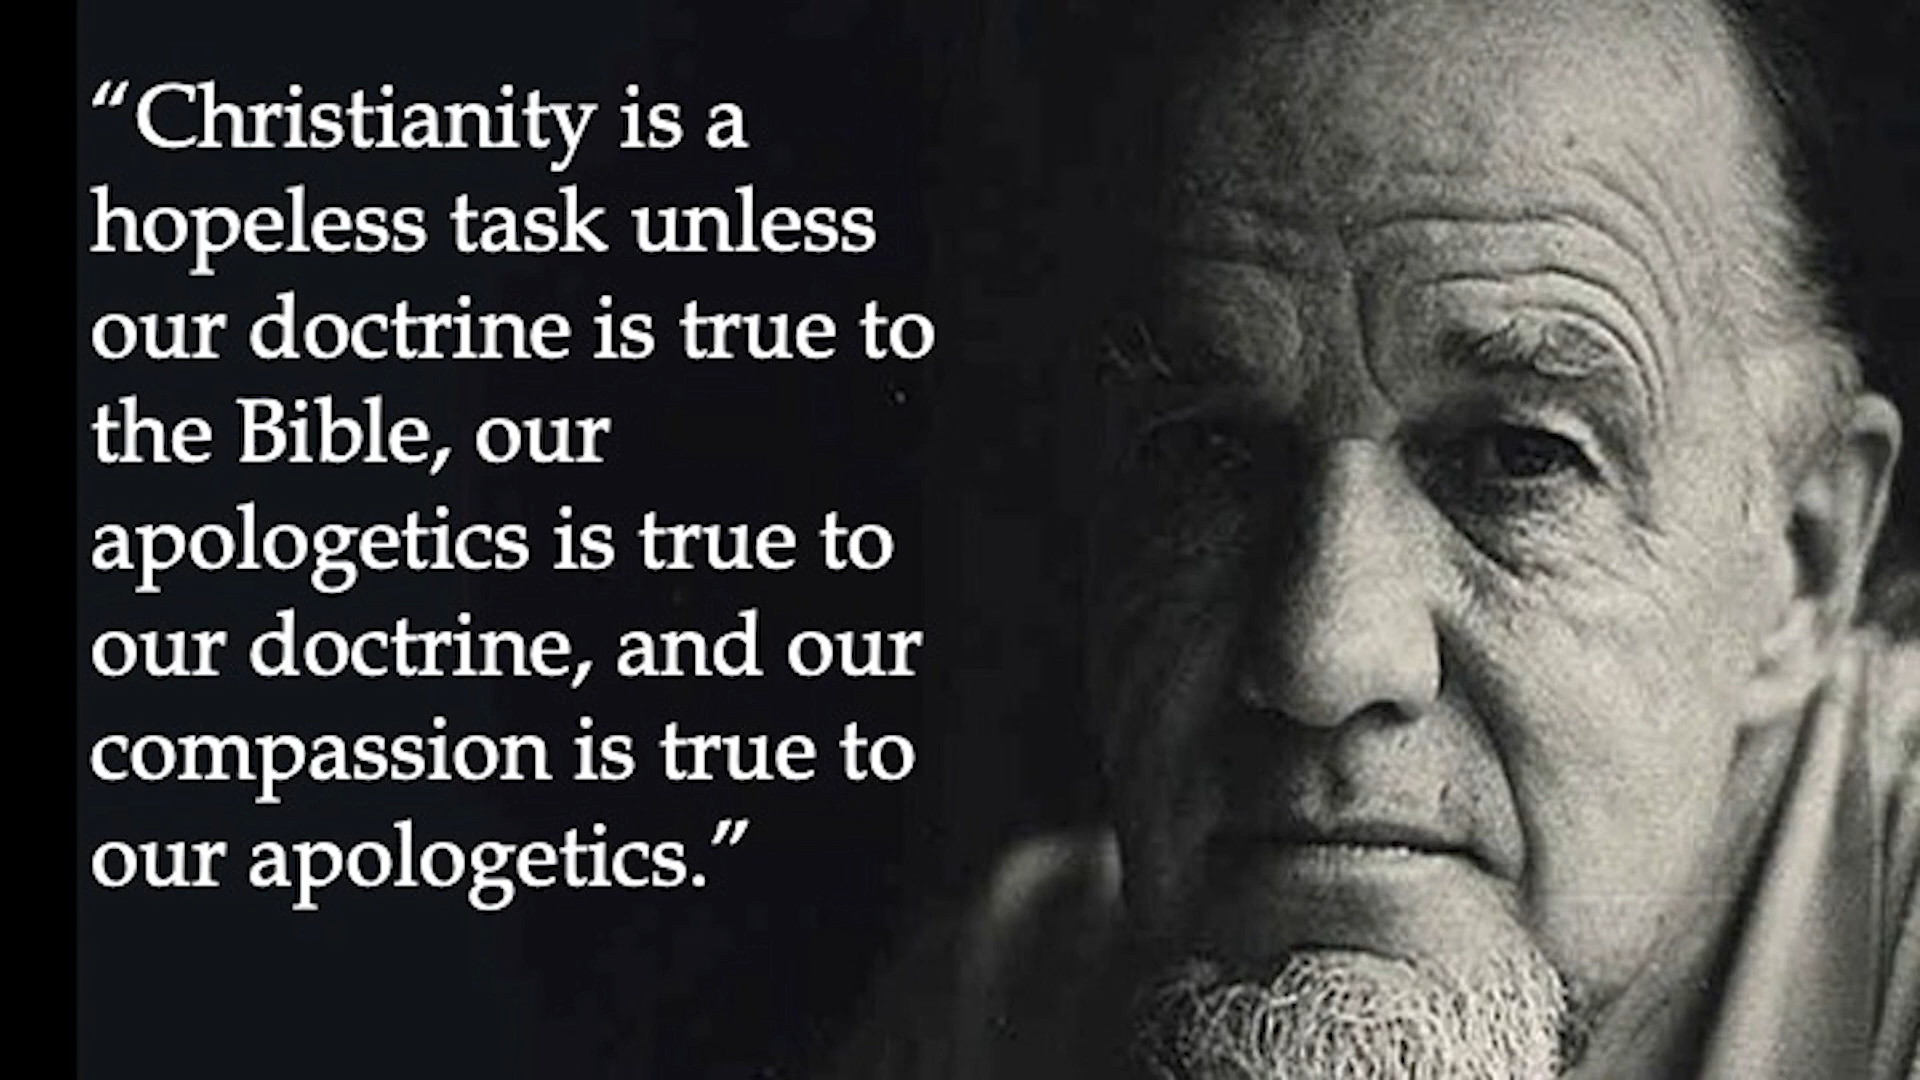 “Christianity is a
hopeless task unless
our doctrine is true to
the Bible, our
apologetics is true to
our doctrine, and our
compassion is true to
our apologetics.”